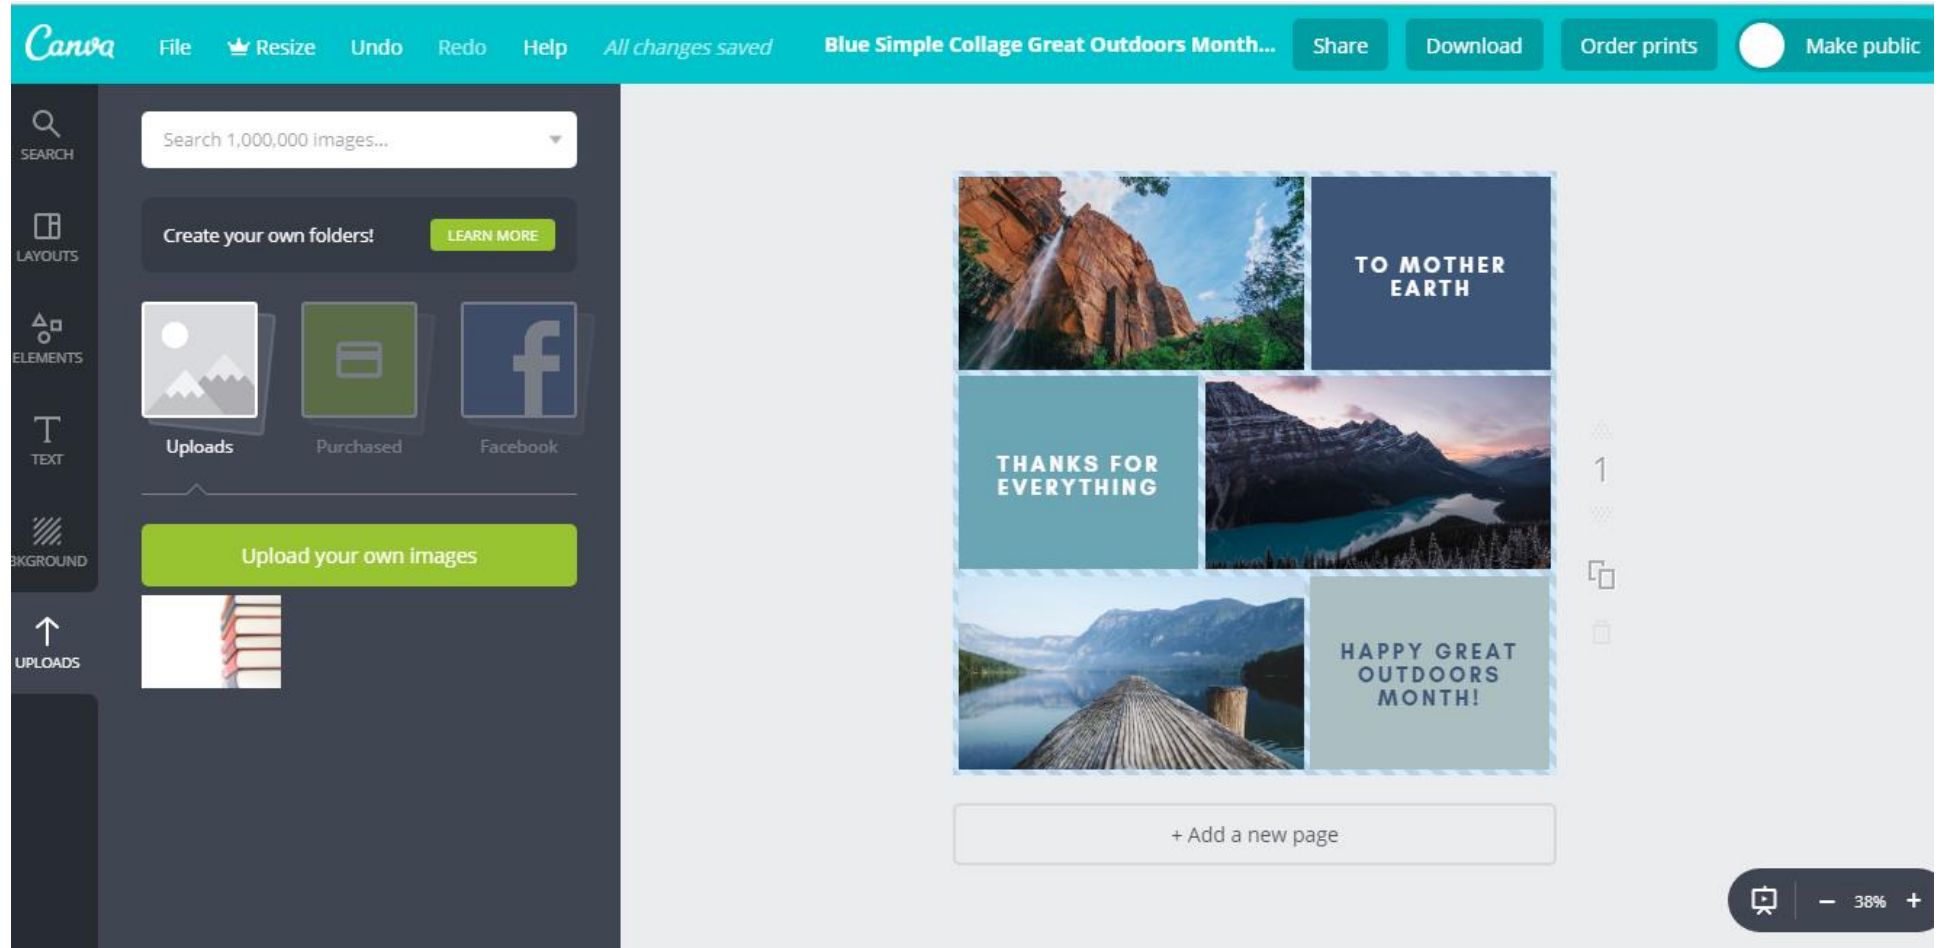 Canva File Resize Undo Redo Help All changes saved Blue Simple Collage Great Outdoors Month... Share Download Order prints Make public
SEARCH
LAYOUTS
ELEMENTS
TEXT
BKGROUND
UPLOADS
Search 1,000,000 images...
Create your own folders! LEARN MORE
Uploads Purchased Facebook
Upload your own images
TO MOTHER
EARTH
THANKS FOR
EVERYTHING
HAPPY GREAT
OUTDOORS
MONTH!
1
+ Add a new page
38%